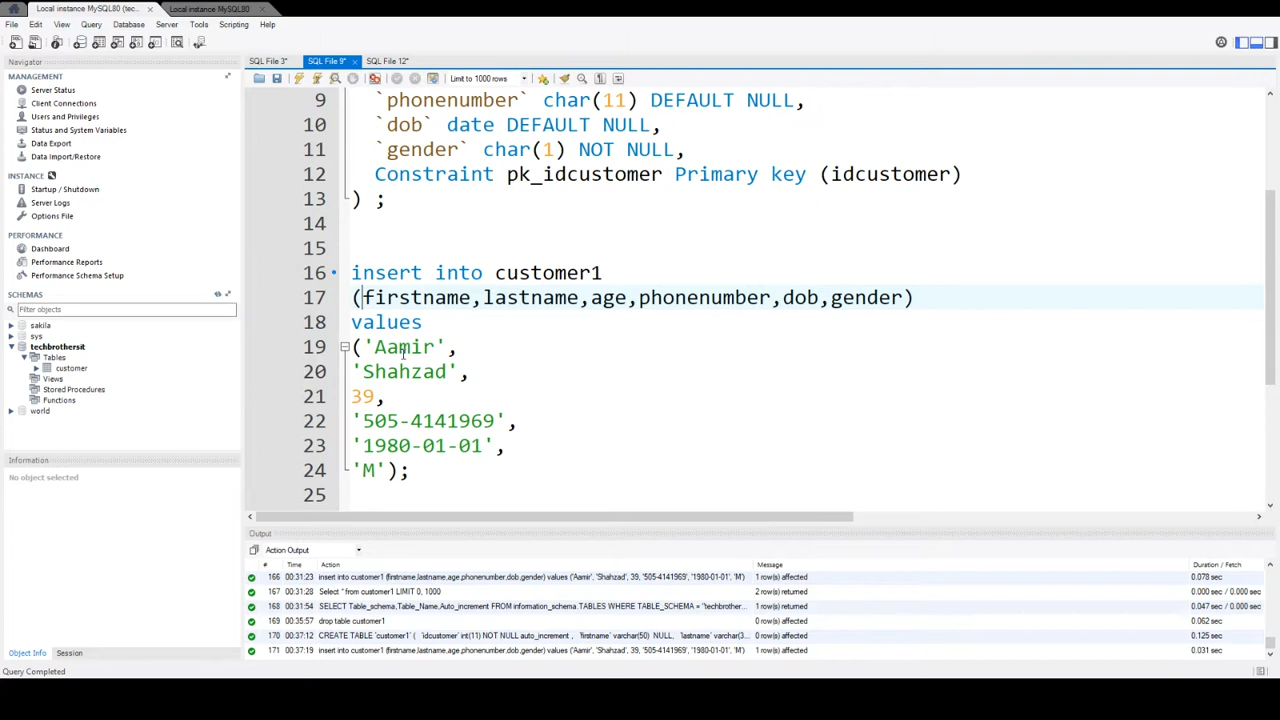 Local instance MySQL80 (tec... ×
Local instance MySQL80 ×
File Edit View Query Database Server Tools Scripting Help
Navigator
MANAGEMENT
Server Status
Client Connections
Users and Privileges
Status and System Variables
Data Export
Data Import/Restore
INSTANCE
Startup / Shutdown
Server Logs
Options File
PERFORMANCE
Dashboard
Performance Reports
Performance Schema Setup
SCHEMAS
Filter objects
sakila
sys
techbrothersit
Tables
customer
Views
Stored Procedures
Functions
world
Information
No object selected
Object Info Session
Query Completed
SQL File 3* SQL File 9* × SQL File 12*
Limit to 1000 rows
9 `phonenumber` char(11) DEFAULT NULL,
10 `dob` date DEFAULT NULL,
11 `gender` char(1) NOT NULL,
12 Constraint pk_idcustomer Primary key (idcustomer)
13 ) ;
14
15
16 insert into customer1
17 (firstname,lastname,age,phonenumber,dob,gender)
18 values
19 ('Aamir',
20 'Shahzad',
21 39,
22 '505-4141969',
23 '1980-01-01',
24 'M');
25
Output
Action Output
# Time Action Message Duration / Fetch
166 00:31:23 insert into customer1 (firstname,lastname,age,phonenumber,dob,gender) values ('Aamir', 'Shahzad', 39, '505-4141969', '1980-01-01', 'M') 1 row(s) affected 0.078 sec
167 00:31:28 Select * from customer1 LIMIT 0, 1000 2 row(s) returned 0.000 sec / 0.000 sec
168 00:31:54 SELECT Table_schema,Table_Name,Auto_increment FROM information_schema.TABLES WHERE TABLE_SCHEMA = "techbrother... 1 row(s) returned 0.047 sec / 0.000 sec
169 00:35:57 drop table customer1 0 row(s) affected 0.062 sec
170 00:37:12 CREATE TABLE `customer1` ( `idcustomer` int(11) NOT NULL auto_increment , `firstname` varchar(50) NULL, `lastname` varchar(3... 0 row(s) affected 0.125 sec
171 00:37:19 insert into customer1 (firstname,lastname,age,phonenumber,dob,gender) values ('Aamir', 'Shahzad', 39, '505-4141969', '1980-01-01', 'M') 1 row(s) affected 0.031 sec